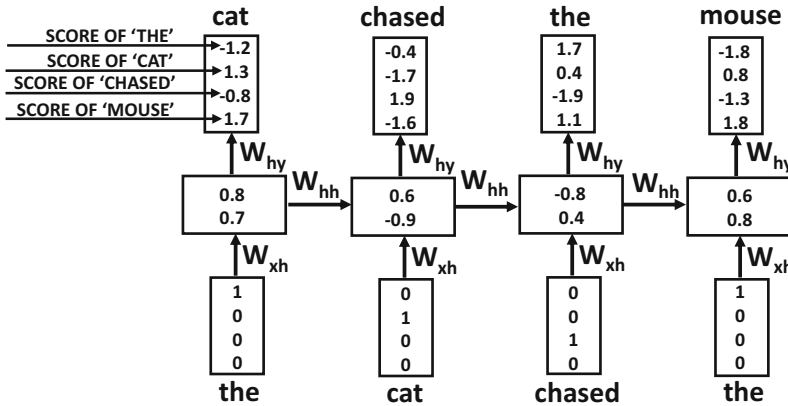 cat chased the mouse
SCORE OF ‘THE’ -1.2 -0.4 1.7 -1.8
SCORE OF ‘CAT’ 1.3 -1.7 0.4 0.8
SCORE OF ‘CHASED’ -0.8 1.9 -1.9 -1.3
SCORE OF ‘MOUSE’ 1.7 -1.6 1.1 1.8
Why Why Why Why
Whh Whh Whh
0.8 0.6 -0.8 0.6
0.7 -0.9 0.4 0.8
Wxh Wxh Wxh Wxh
1 0 0 1
0 1 0 0
0 0 1 0
0 0 0 0
the cat chased the